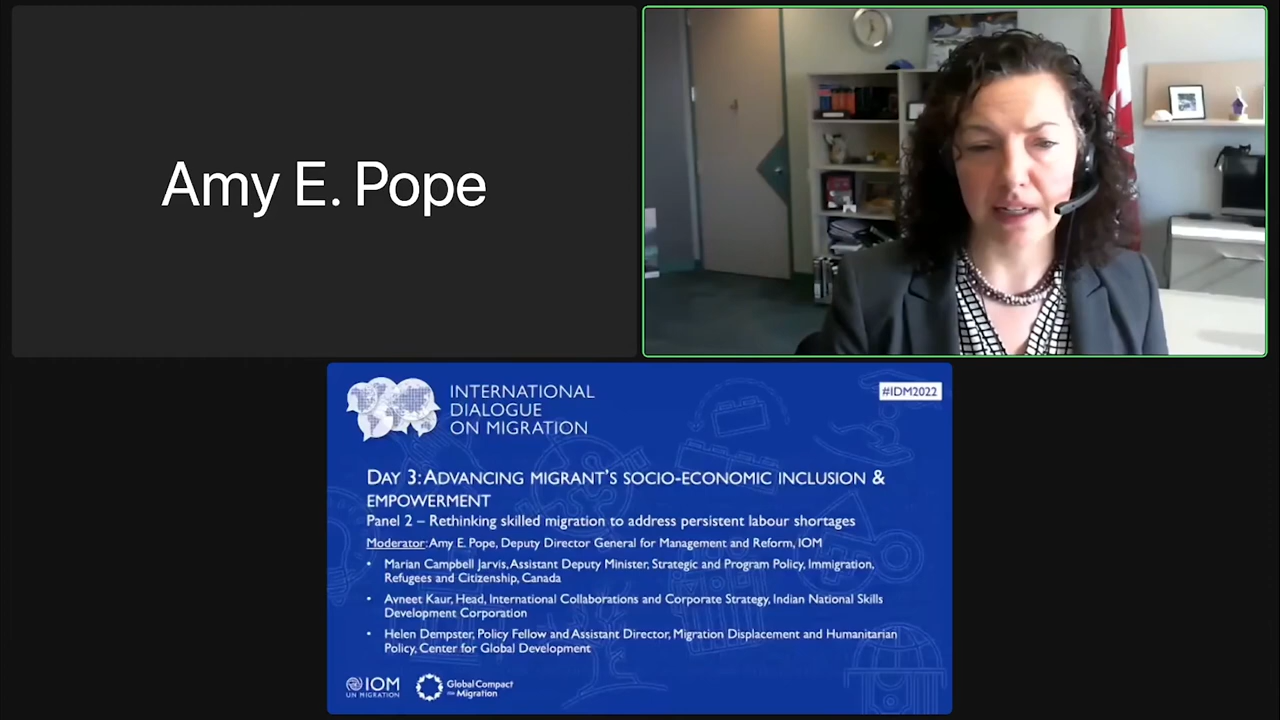 Amy E. Pope
INTERNATIONAL
DIALOGUE
ON MIGRATION
#IDM2022
DAY 3: ADVANCING MIGRANT'S SOCIO-ECONOMIC INCLUSION &
EMPOWERMENT
Panel 2 – Rethinking skilled migration to address persistent labour shortages
Moderator: Amy E. Pope, Deputy Director General for Management and Reform, IOM
• Marian Campbell Jarvis, Assistant Deputy Minister, Strategic and Program Policy, Immigration,
Refugees and Citizenship, Canada
• Avneet Kaur, Head, International Collaborations and Corporate Strategy, Indian National Skills
Development Corporation
• Helen Dempster, Policy Fellow and Assistant Director, Migration Displacement and Humanitarian
Policy, Center for Global Development
IOM
UN MIGRATION
Global Compact
for Migration